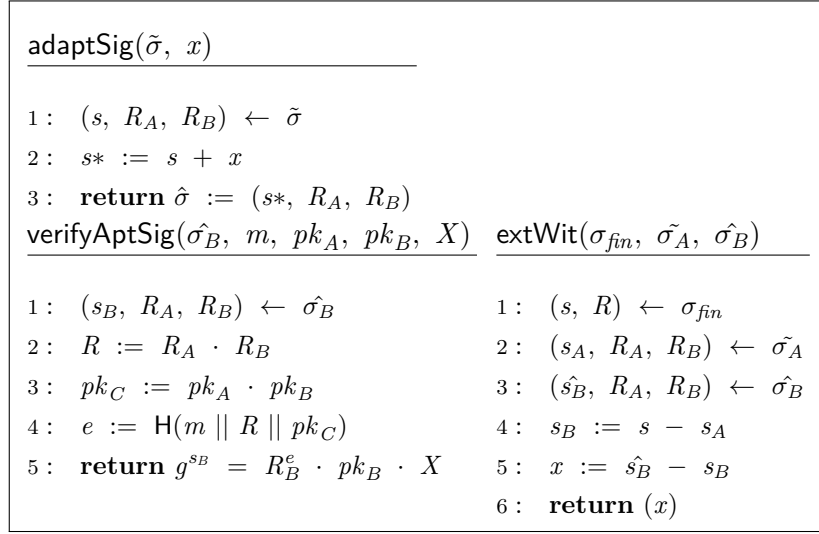 adaptSig(σ̃, x)
1 : (s, R_A, R_B) ← σ̃
2 : s∗ := s + x
3 : return σ̂ := (s∗, R_A, R_B)
verifyAptSig(σ̂_B, m, pk_A, pk_B, X)
1 : (s_B, R_A, R_B) ← σ̂_B
2 : R := R_A · R_B
3 : pk_C := pk_A · pk_B
4 : e := H(m || R || pk_C)
5 : return g^{s_B} = R_B^e · pk_B · X
extWit(σ_fin, σ̃_A, σ̂_B)
1 : (s, R) ← σ_fin
2 : (s_A, R_A, R_B) ← σ̃_A
3 : (ŝ_B, R_A, R_B) ← σ̂_B
4 : s_B := s − s_A
5 : x := ŝ_B − s_B
6 : return (x)